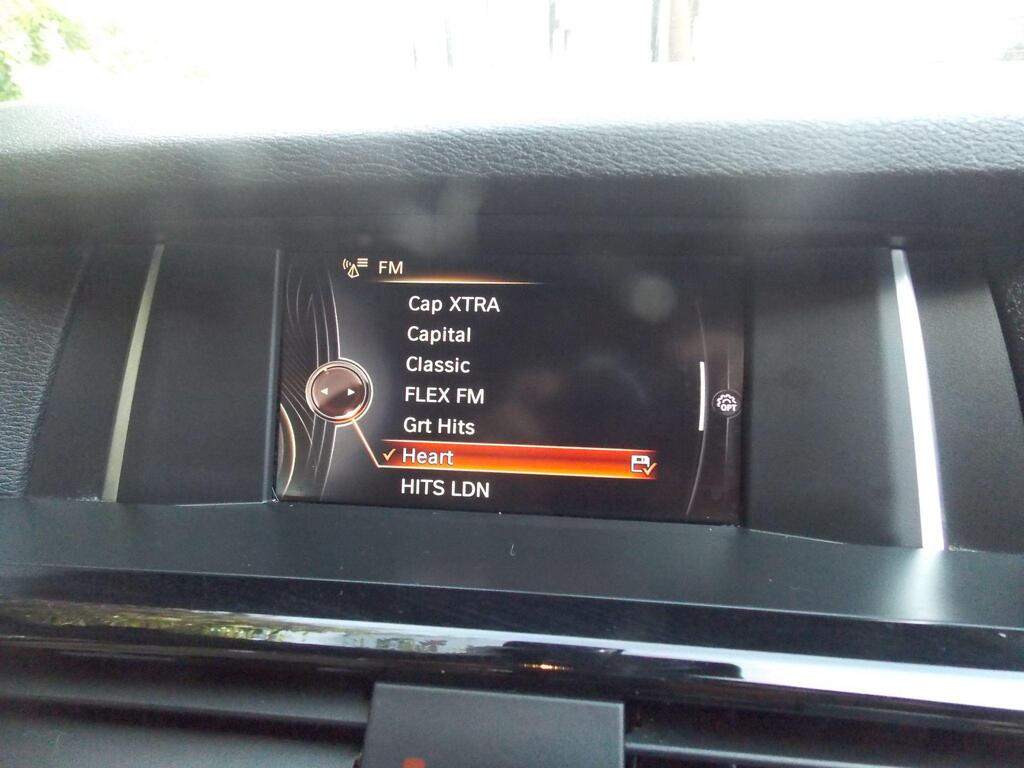 FM
Cap XTRA
Capital
Classic
FLEX FM
Grt Hits
Heart
HITS LDN
OPT